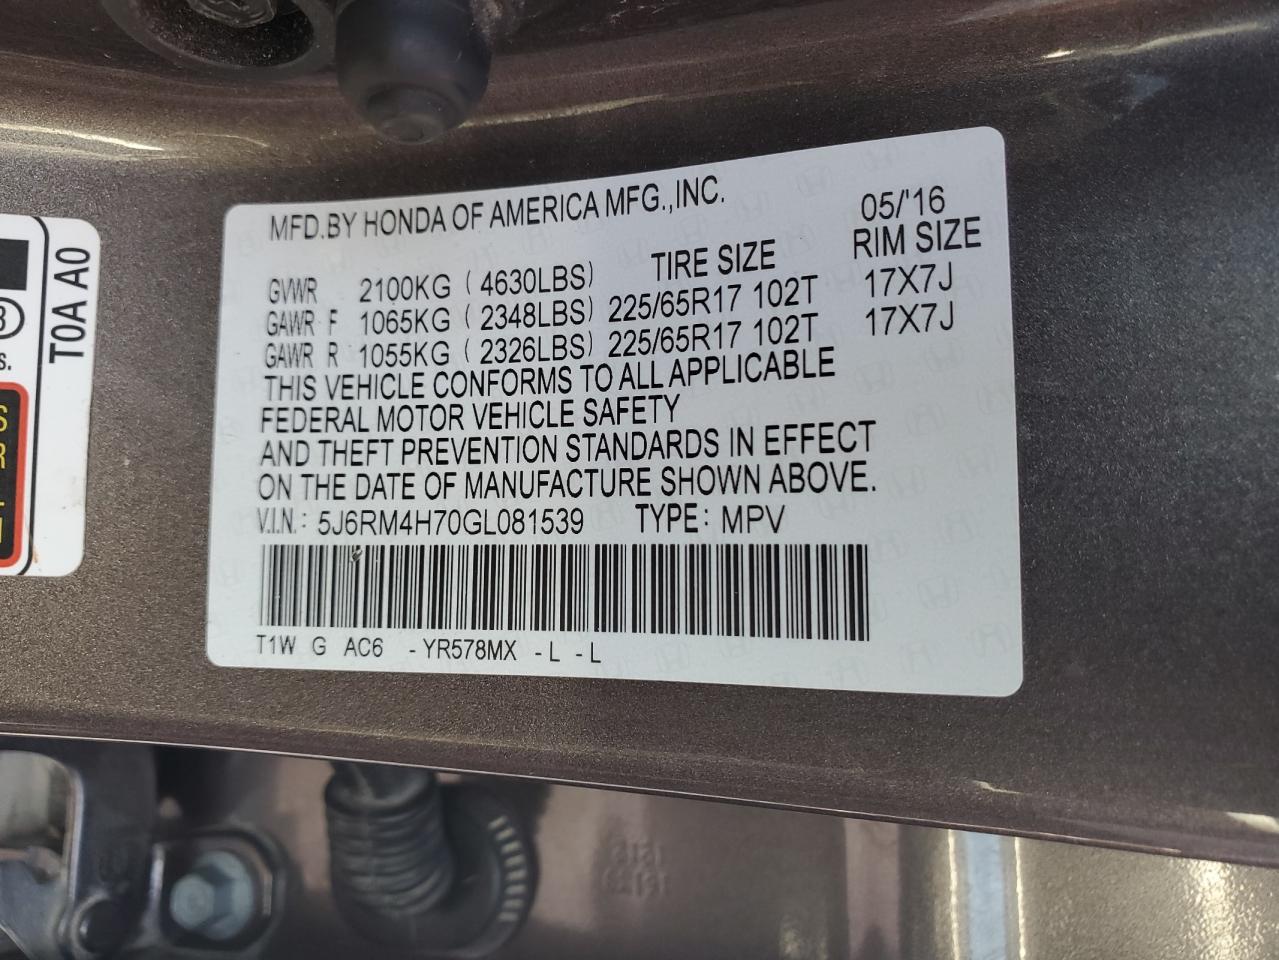 MFD.BY HONDA OF AMERICA MFG.,INC. 05/'16
TIRE SIZE RIM SIZE
GVWR 2100KG ( 4630LBS)
GAWR F 1065KG ( 2348LBS) 225/65R17 102T 17X7J
GAWR R 1055KG ( 2326LBS) 225/65R17 102T 17X7J
THIS VEHICLE CONFORMS TO ALL APPLICABLE
FEDERAL MOTOR VEHICLE SAFETY
AND THEFT PREVENTION STANDARDS IN EFFECT
ON THE DATE OF MANUFACTURE SHOWN ABOVE.
V.I.N.: 5J6RM4H70GL081539 TYPE: MPV
T1W G AC6 -YR578MX -L -L
T0A A0